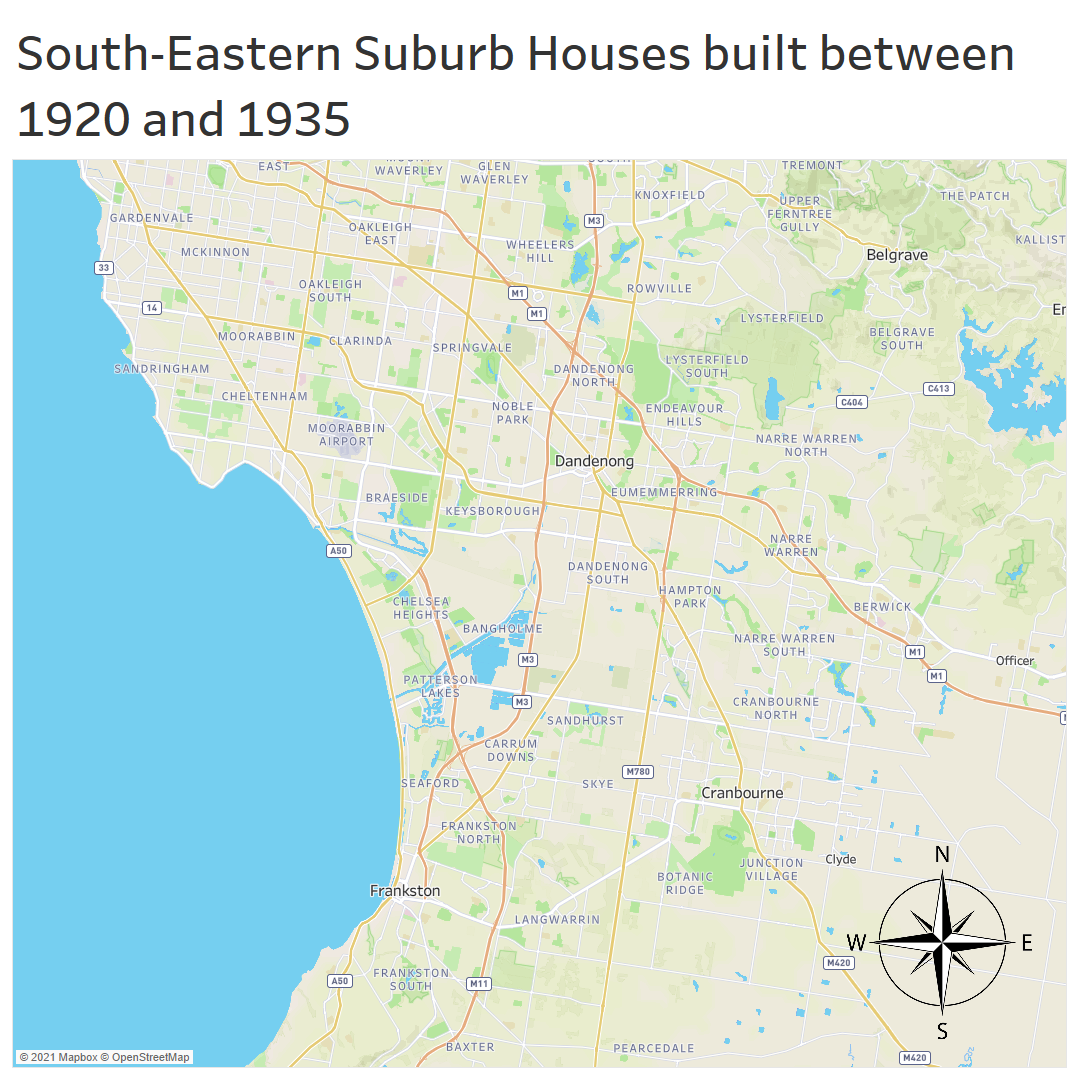 South-Eastern Suburb Houses built between
1920 and 1935
EAST
WAVERLEY
GLEN
WAVERLEY
TREMONT
KNOXFIELD
UPPER
FERNTREE
GULLY
THE PATCH
GARDENVALE
OAKLEIGH
EAST
M3
MCKINNON
WHEELERS
HILL
Belgrave
KALLIST
33
OAKLEIGH
SOUTH
M1
ROWVILLE
14
M1
LYSTERFIELD
Er
MOORABBIN
CLARINDA
SPRINGVALE
BELGRAVE
SOUTH
SANDRINGHAM
DANDENONG
NORTH
LYSTERFIELD
SOUTH
CHELTENHAM
C413
C404
NOBLE
PARK
ENDEAVOUR
HILLS
MOORABBIN
AIRPORT
NARRE WARREN
NORTH
Dandenong
BRAESIDE
EUMEMMERRING
KEYSBOROUGH
A50
NARRE
WARREN
DANDENONG
SOUTH
HAMPTON
PARK
CHELSEA
HEIGHTS
BERWICK
BANGHOLME
NARRE WARREN
SOUTH
M1
M3
Officer
M1
PATTERSON
LAKES
M3
CRANBOURNE
NORTH
SANDHURST
CARRUM
DOWNS
SEAFORD
SKYE
M780
Cranbourne
FRANKSTON
NORTH
JUNCTION
VILLAGE
Clyde
N
BOTANIC
RIDGE
Frankston
LANGWARRIN
W
E
M420
FRANKSTON
SOUTH
A50
M11
S
BAXTER
PEARCEDALE
M420
© 2021 Mapbox © OpenStreetMap